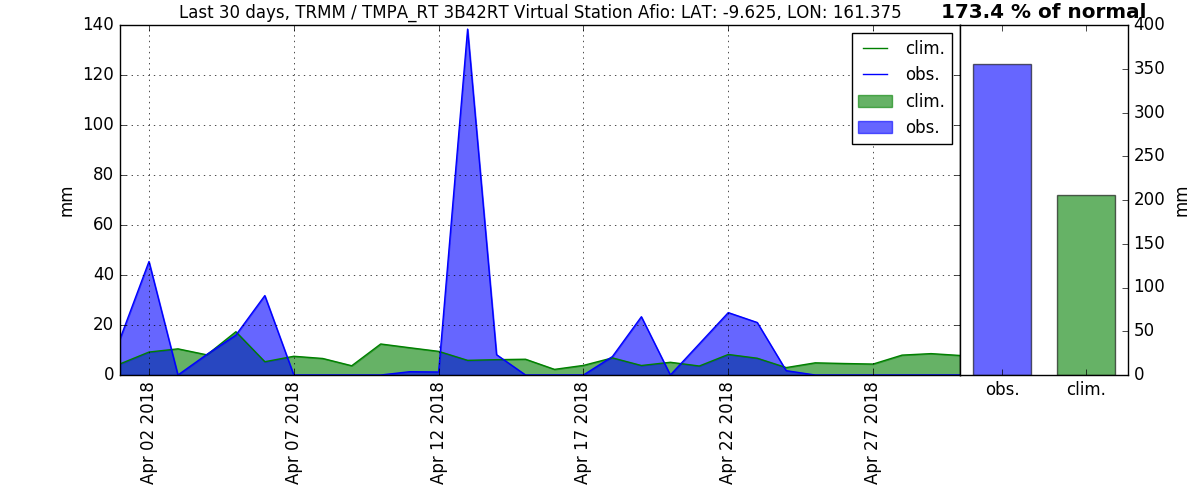 Last 30 days, TRMM / TMPA_RT 3B42RT Virtual Station Afio: LAT: -9.625, LON: 161.375
173.4 % of normal
140
120
100
80
60
40
20
0
mm
clim.
obs.
clim.
obs.
Apr 02 2018
Apr 07 2018
Apr 12 2018
Apr 17 2018
Apr 22 2018
Apr 27 2018
400
350
300
250
200
150
100
50
0
mm
obs.
clim.